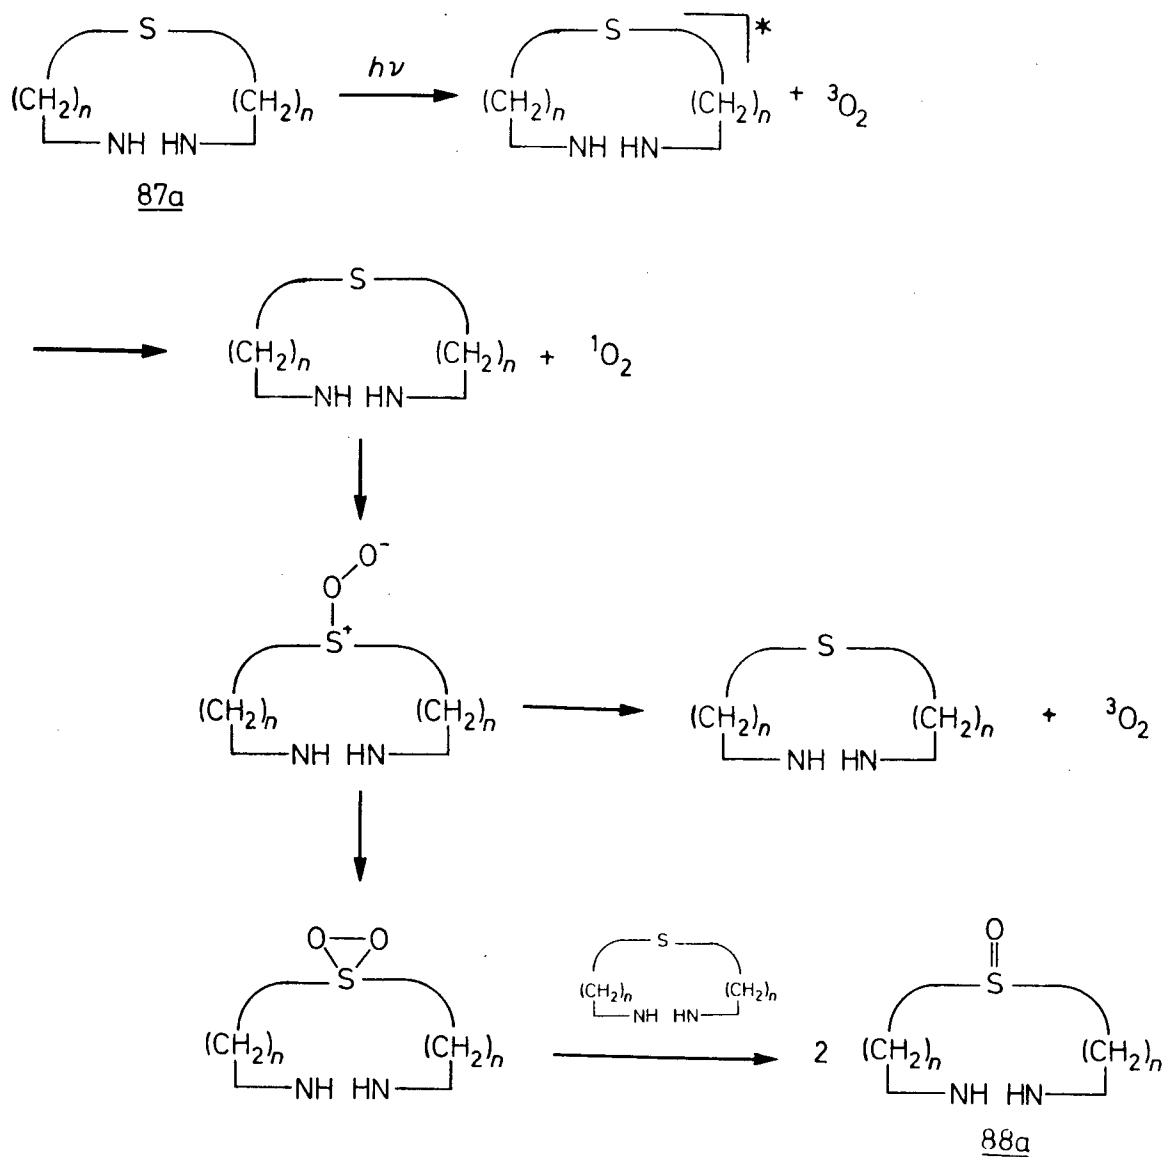 S S *
hν
(CH₂)ₙ (CH₂)ₙ (CH₂)ₙ (CH₂)ₙ + ³O₂
NH HN NH HN
87a
S
(CH₂)ₙ (CH₂)ₙ + ¹O₂
NH HN
O⁻
O
S⁺ S
(CH₂)ₙ (CH₂)ₙ (CH₂)ₙ (CH₂)ₙ + ³O₂
NH HN NH HN
O O S O
S (CH₂)ₙ (CH₂)ₙ S
NH HN
(CH₂)ₙ (CH₂)ₙ 2 (CH₂)ₙ (CH₂)ₙ
NH HN NH HN
88a